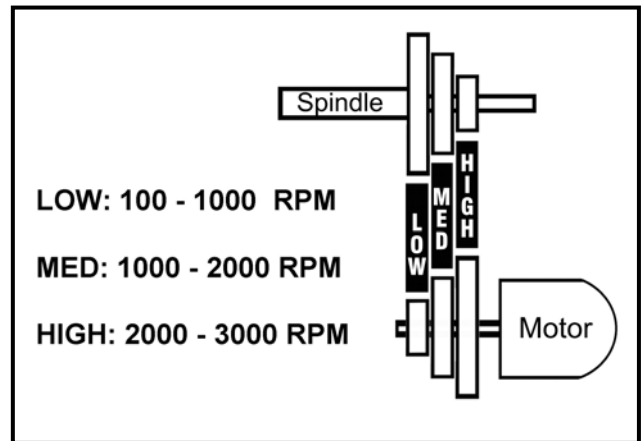 Spindle
LOW: 100 - 1000 RPM
MED: 1000 - 2000 RPM
HIGH: 2000 - 3000 RPM
LOW
MED
HIGH
Motor